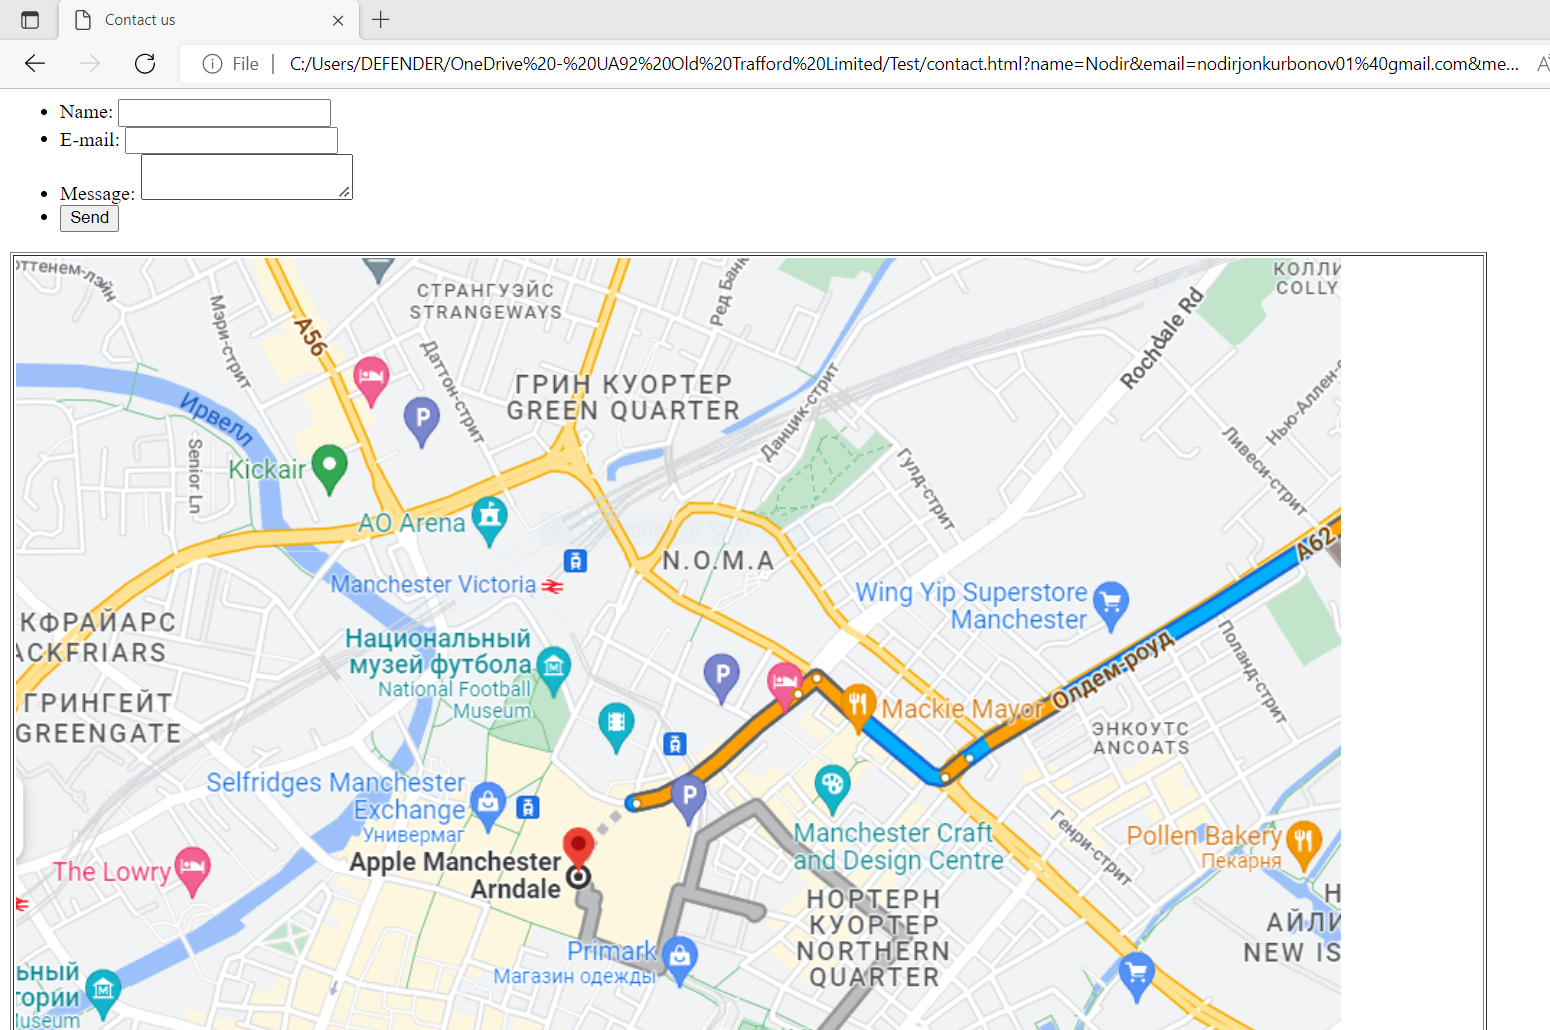 Contact us
File
C:/Users/DEFENDER/OneDrive%20-%20UA92%20Old%20Trafford%20Limited/Test/contact.html?name=Nodir&email=nodirjonkurbonov01%40gmail.com&me...
Name:
E-mail:
Message:
Send
СТРАНГУЭЙС
STRANGEWAYS
Ред Банк
КОЛЛИ
COLLY
Мэри-стрит
A56
Даттон-стрит
Rochdale Rd
ГРИН КУОРТЕР
GREEN QUARTER
Данцик-стрит
Нью-Аллен-
Ирвелл
P
Ливеси-стрит
Senior Ln
Kickair
Гулд-стрит
AO Arena
N.O.M.A
A62
Manchester Victoria
Wing Yip Superstore
Manchester
КФРАЙАРС
ACKFRIARS
Национальный
музей футбола
National Football
Museum
P
Поланд-стрит
Олдем-роуд
ГРИНГЕЙТ
GREENGATE
Mackie Mayor
ЭНКОУТС
ANCOATS
Selfridges Manchester
Exchange
Универмаг
P
Manchester Craft
and Design Centre
Генри-стрит
Pollen Bakery
Пекарня
The Lowry
Apple Manchester
Arndale
НОРТЕРН
КУОРТЕР
NORTHERN
QUARTER
Н
АЙЛИ
NEW IS
Primark
Магазин одежды
ьный
тории
Museum